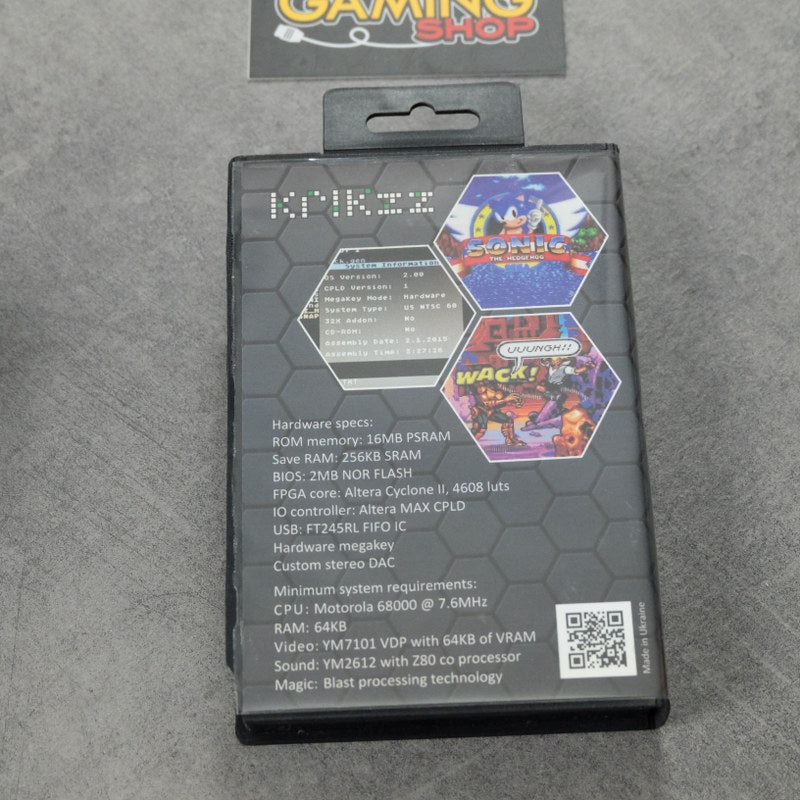 GAMING
SHOP
KRIKZZ
SONIC
THE HEDGEHOG
ck.gen
System Information
OS Version: 2.00
CPLD Version: 1
MegaKey Mode: Hardware
System Type: US NTSC 60
32X Addon: No
CD-ROM: No
Assembly Date: 2.1.2015
Assembly Time:
UUUNGH!!
WACK!
Hardware specs:
ROM memory: 16MB PSRAM
Save RAM: 256KB SRAM
BIOS: 2MB NOR FLASH
FPGA core: Altera Cyclone II, 4608 luts
IO controller: Altera MAX CPLD
USB: FT245RL FIFO IC
Hardware megakey
Custom stereo DAC
Minimum system requirements:
CPU: Motorola 68000 @ 7.6MHz
RAM: 64KB
Video: YM7101 VDP with 64KB of VRAM
Sound: YM2612 with Z80 co processor
Magic: Blast processing technology
Made in Ukraine